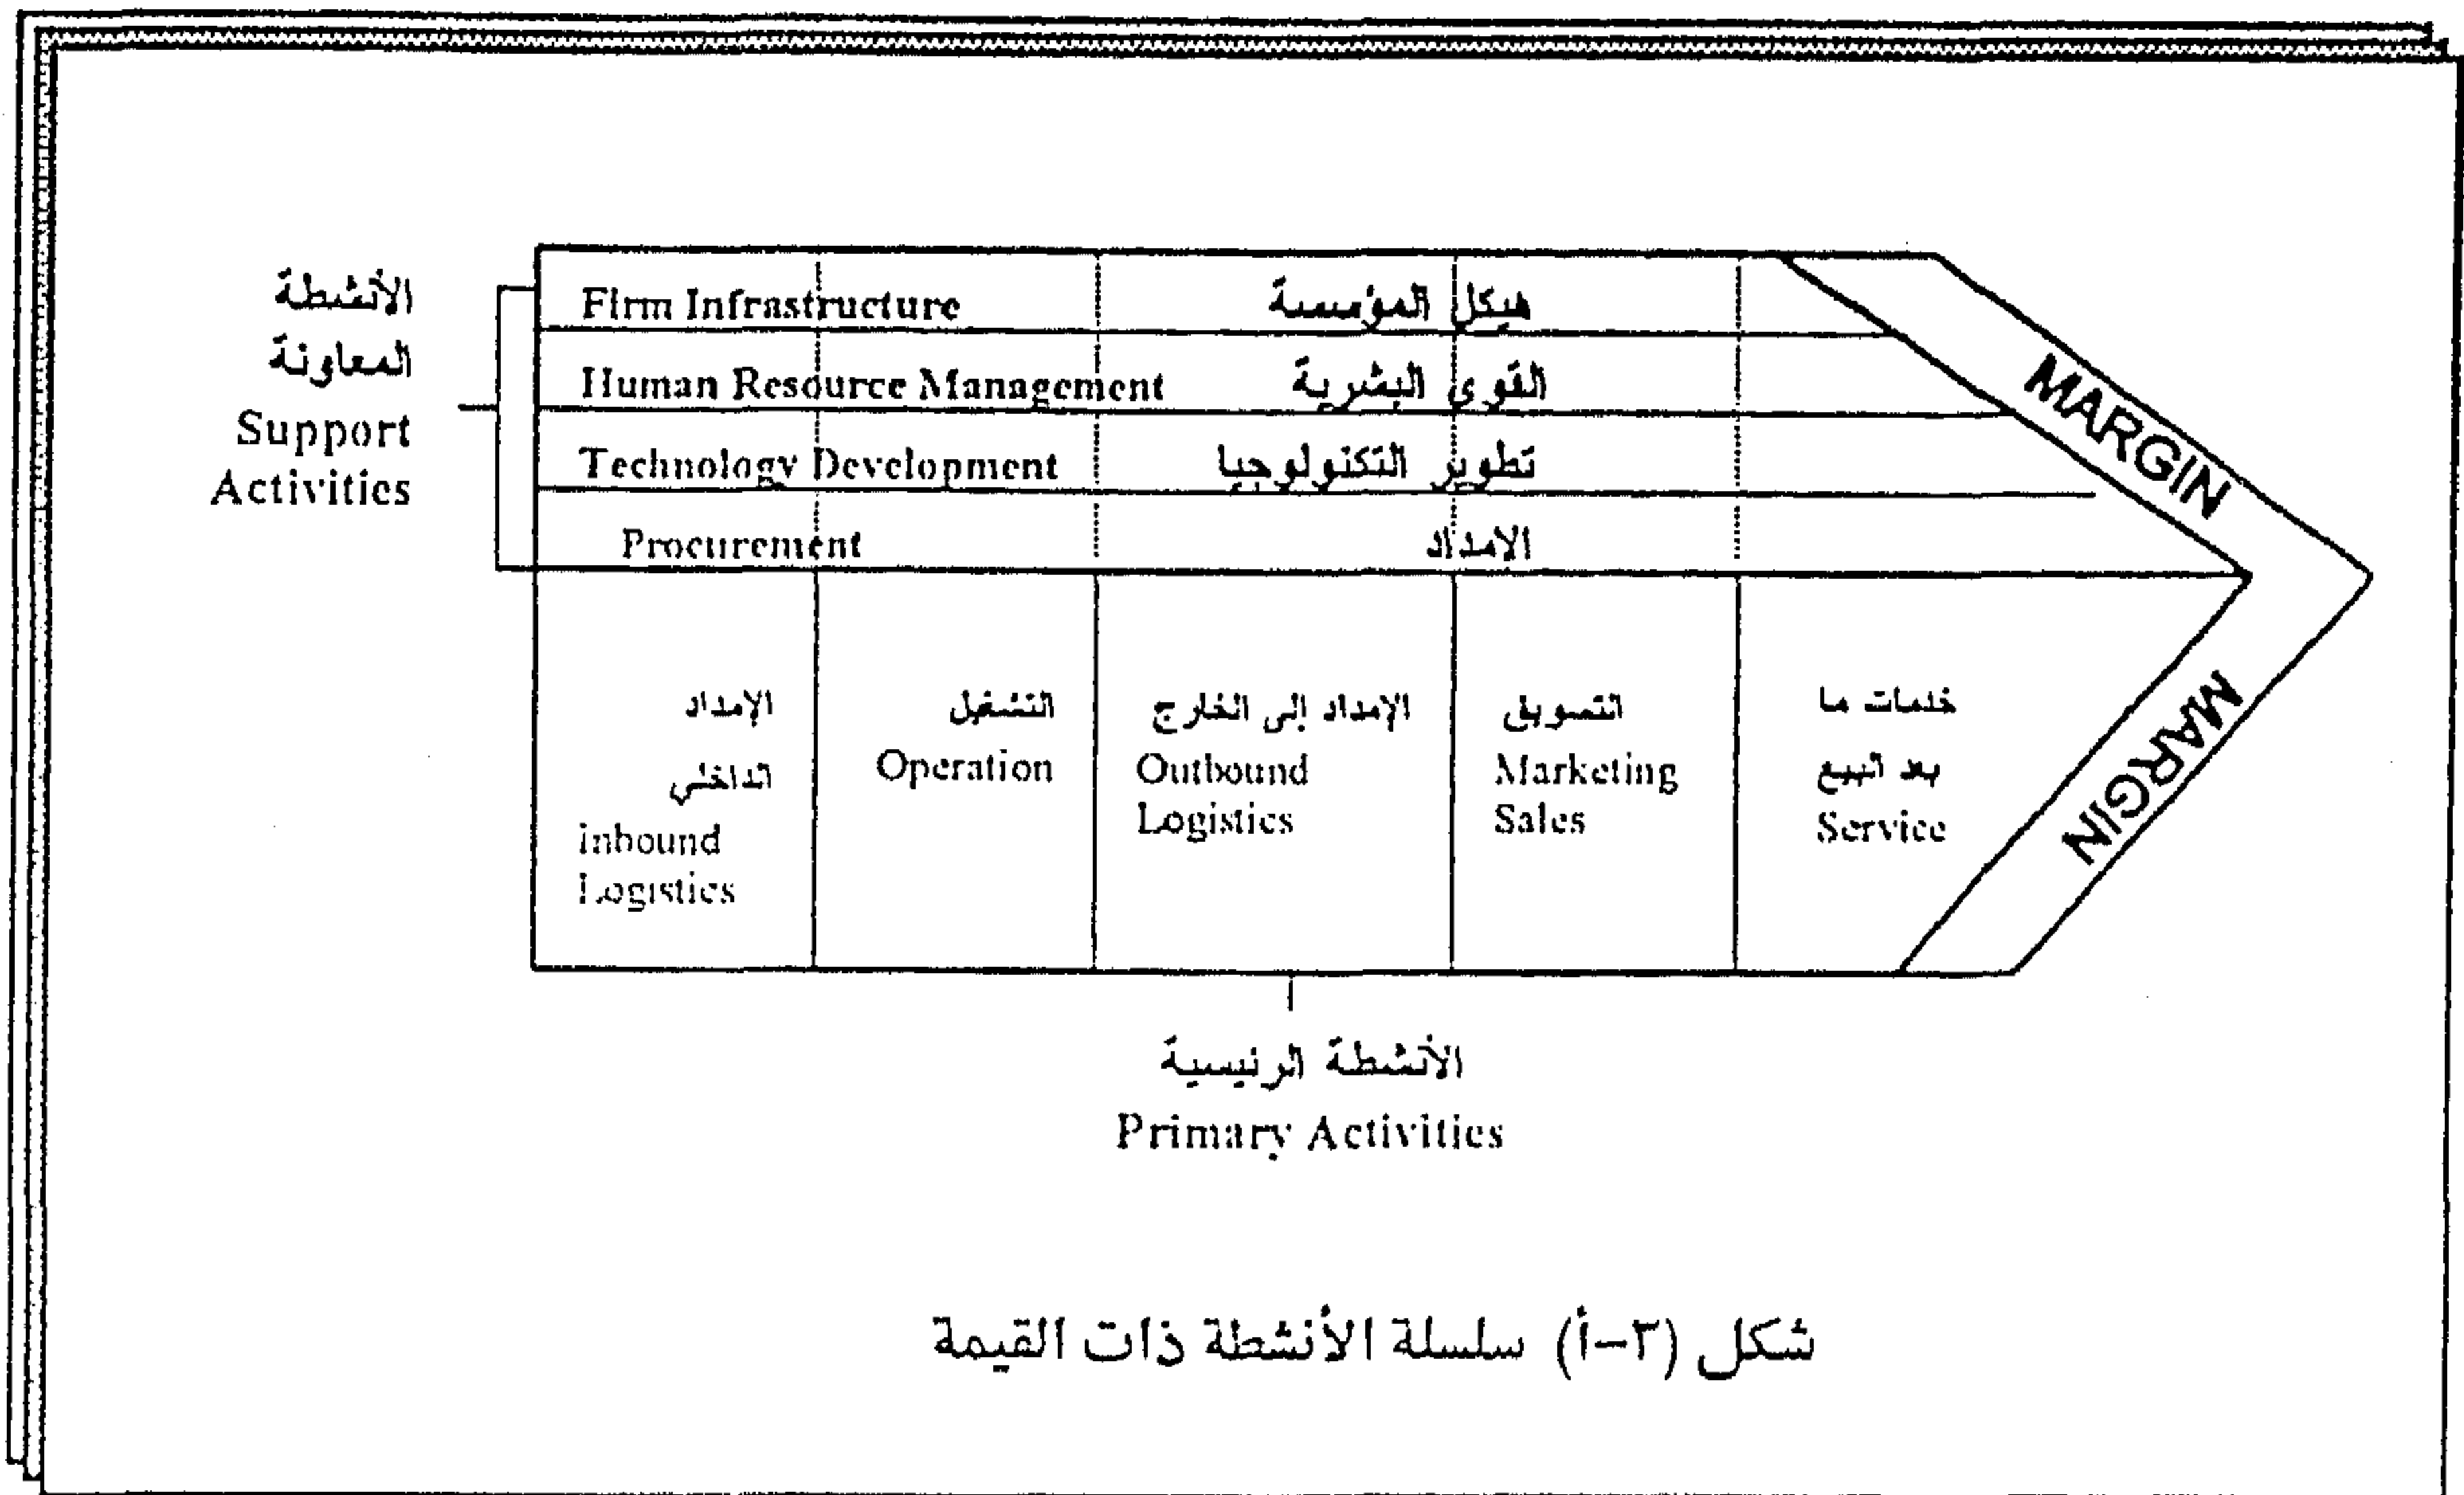 الأنشطة
المعاونة
Support
Activities
Firm Infrastructure هيكل المؤسسة
Human Resource Management القوى البشرية
Technology Development تطوير التكنولوجيا
Procurement الإمداد
MARGIN
الإمداد
الداخلي
Inbound
Logistics
التشغيل
Operation
الإمداد إلى الخارج
Outbound
Logistics
التسويق
Marketing
Sales
خدمات ما
بعد البيع
Service
MARGIN
الأنشطة الرئيسية
Primary Activities
شكل (٣-أ) سلسلة الأنشطة ذات القيمة